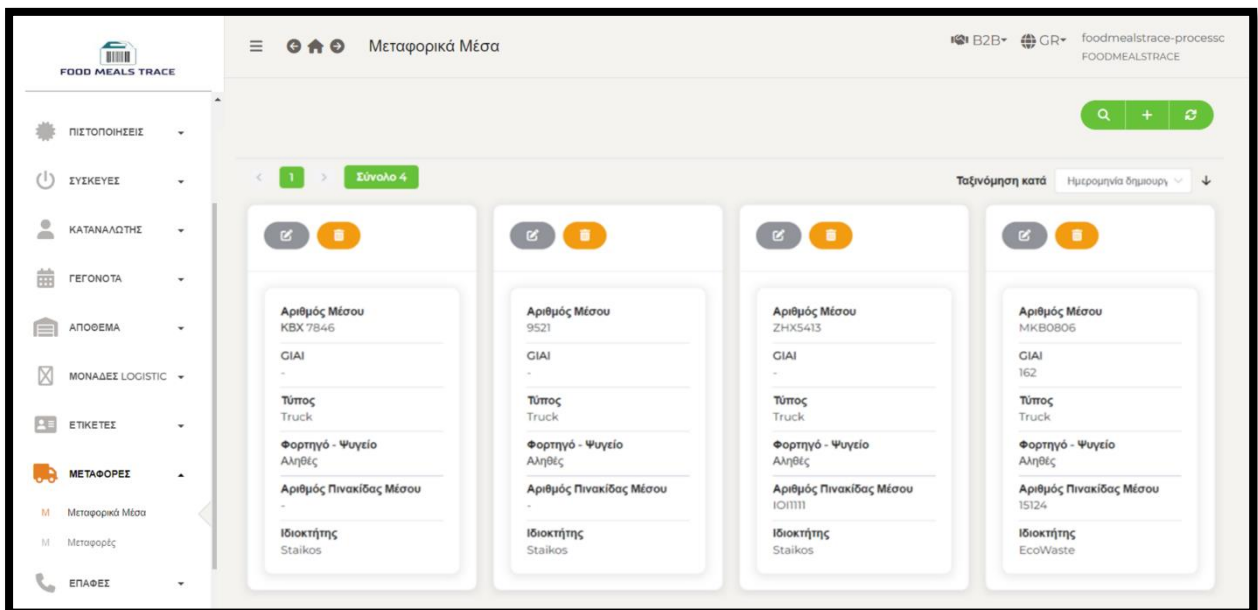 FOOD MEALS TRACE
Μεταφορικά Μέσα
B2B
GR
foodmealstrace-processo
FOODMEALSTRACE
ΠΙΣΤΟΠΟΙΗΣΕΙΣ
ΣΥΣΚΕΥΕΣ
ΚΑΤΑΝΑΛΩΤΗΣ
ΓΕΓΟΝΟΤΑ
ΑΠΟΘΕΜΑ
ΜΟΝΑΔΕΣ LOGISTIC
ΕΤΙΚΕΤΕΣ
ΜΕΤΑΦΟΡΕΣ
Μ Μεταφορικά Μέσα
Μ Μεταφορές
ΕΠΑΦΕΣ
< 1 > Σύνολο 4
Ταξινόμηση κατά Ημερομηνία δημιουργ
Αριθμός Μέσου
KBX 7846
GIAI
-
Τύπος
Truck
Φορτηγό - Ψυγείο
Αληθές
Αριθμός Πινακίδας Μέσου
-
Ιδιοκτήτης
Staikos
Αριθμός Μέσου
9521
GIAI
-
Τύπος
Truck
Φορτηγό - Ψυγείο
Αληθές
Αριθμός Πινακίδας Μέσου
-
Ιδιοκτήτης
Staikos
Αριθμός Μέσου
ZHX5413
GIAI
-
Τύπος
Truck
Φορτηγό - Ψυγείο
Αληθές
Αριθμός Πινακίδας Μέσου
Ιδιοκτήτης
Staikos
Αριθμός Μέσου
MKB0806
GIAI
162
Τύπος
Truck
Φορτηγό - Ψυγείο
Αληθές
Αριθμός Πινακίδας Μέσου
15124
Ιδιοκτήτης
EcoWaste